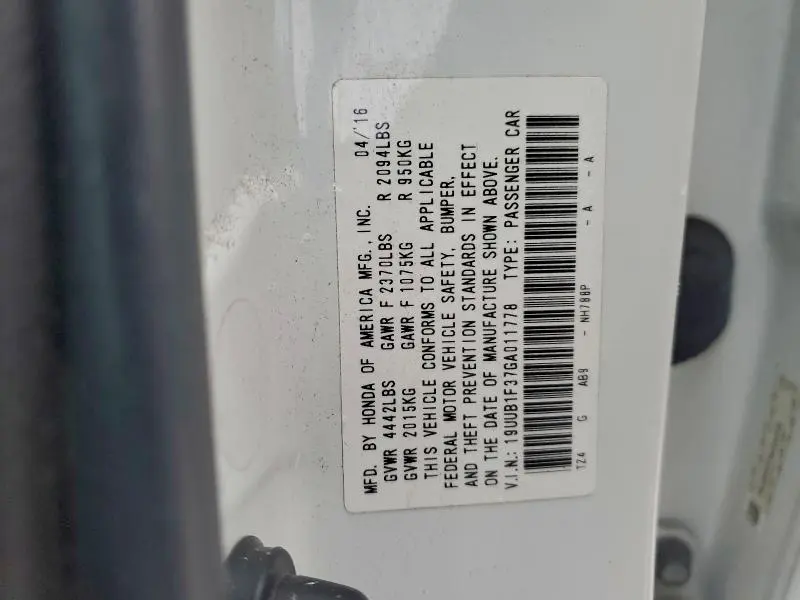 MFD. BY HONDA OF AMERICA MFG., INC. 04/'16
GVWR 4442LBS GAWR F 2370LBS R 2094LBS
GVWR 2015KG GAWR F 1075KG R 950KG
THIS VEHICLE CONFORMS TO ALL APPLICABLE
FEDERAL MOTOR VEHICLE SAFETY, BUMPER,
AND THEFT PREVENTION STANDARDS IN EFFECT
ON THE DATE OF MANUFACTURE SHOWN ABOVE.
V.I.N.: 19UUB1F37GA011778 TYPE: PASSENGER CAR
TZ4 G AB9 - NH788P - A - A